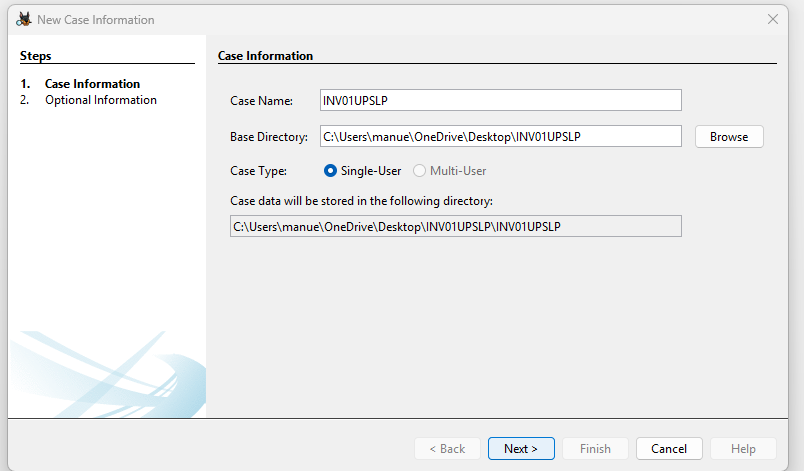 New Case Information
Steps
1. Case Information
2. Optional Information
Case Information
Case Name: INV01UPSLP
Base Directory: C:\Users\manue\OneDrive\Desktop\INV01UPSLP Browse
Case Type: Single-User Multi-User
Case data will be stored in the following directory:
C:\Users\manue\OneDrive\Desktop\INV01UPSLP\INV01UPSLP
< Back Next > Finish Cancel Help